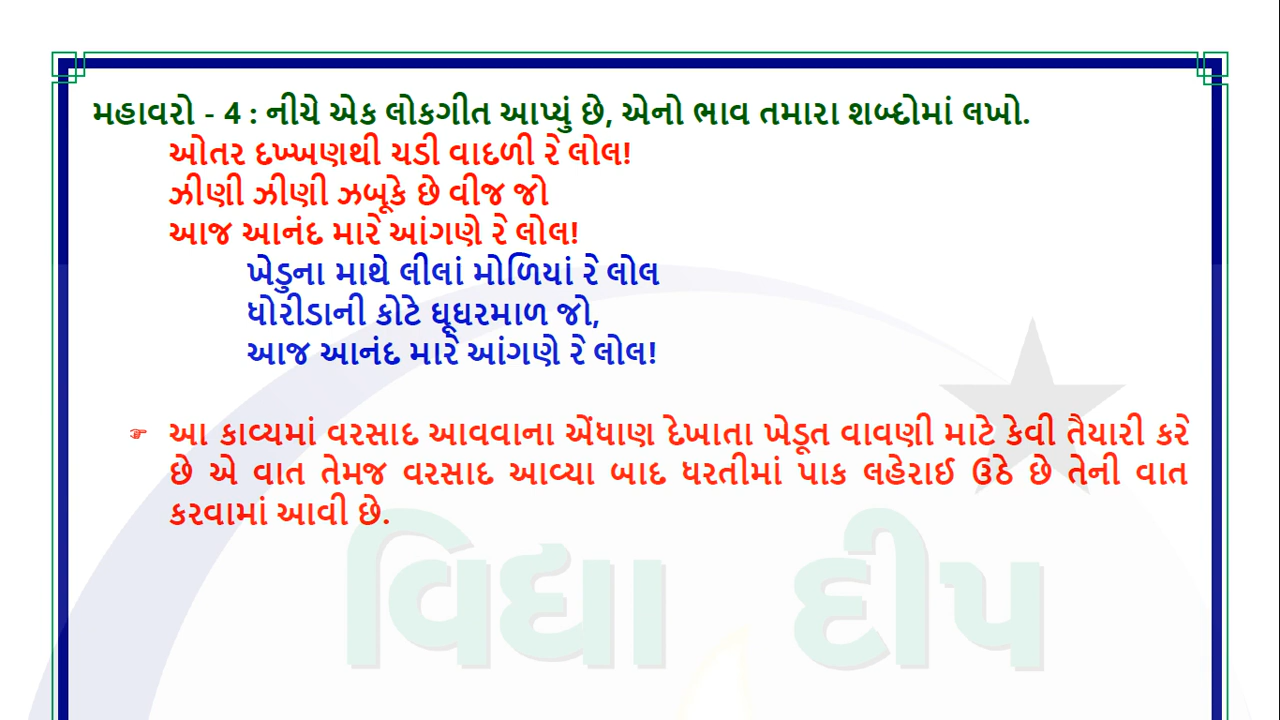 મહાવરો - 4 : નીચે એક લોકગીત આપ્યું છે, એનો ભાવ તમારા શબ્દોમાં લખો.
ઓતર દખ્ખણથી ચડી વાદળી રે લોલ!
ઝીણી ઝીણી ઝબૂકે છે વીજ જો
આજ આનંદ મારે આંગણે રે લોલ!
ખેડુના માથે લીલાં મોળિયાં રે લોલ
ધોરીડાની કોટે ઘૂઘરમાળ જો,
આજ આનંદ મારે આંગણે રે લોલ!
☞ આ કાવ્યમાં વરસાદ આવવાના એંધાણ દેખાતા ખેડૂત વાવણી માટે કેવી તૈયારી કરે
છે એ વાત તેમજ વરસાદ આવ્યા બાદ ધરતીમાં પાક લહેરાઈ ઉઠે છે તેની વાત
કરવામાં આવી છે.
વિદ્યા દીપ